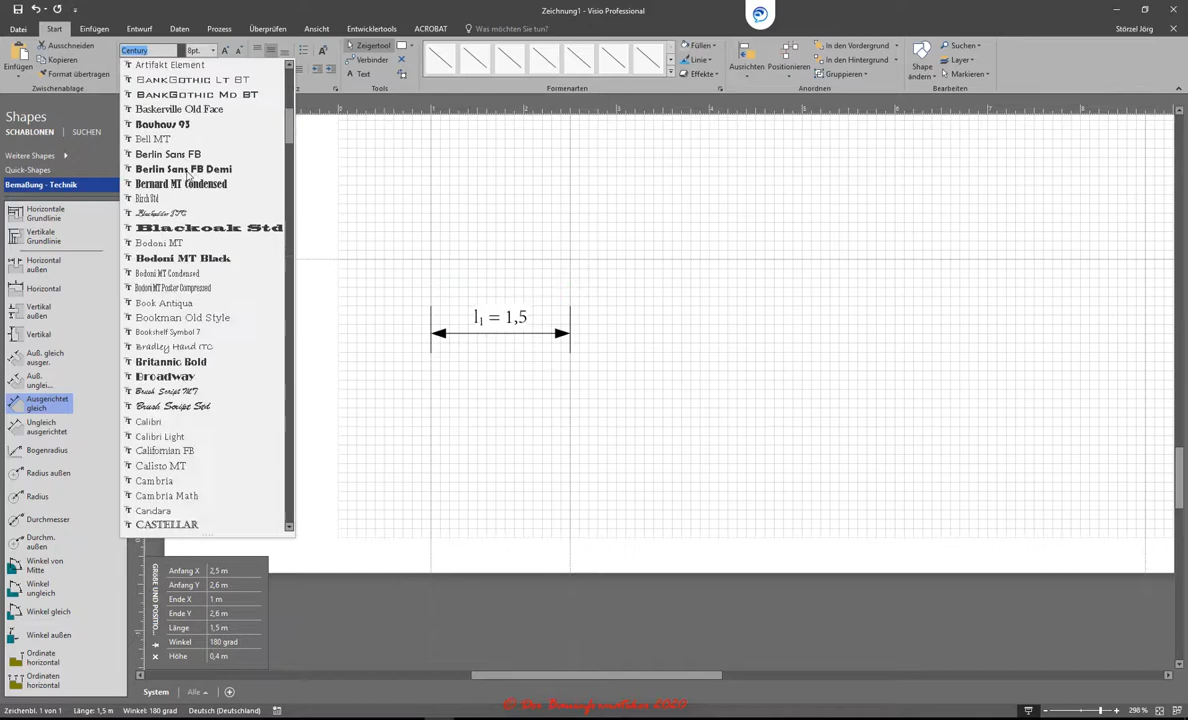 Zeichnung1 - Visio Professional
Störzel Jörg
Datei Start Einfügen Entwurf Daten Prozess Überprüfen Ansicht Entwicklertools ACROBAT Was möchten Sie tun?
Einfügen
Ausschneiden
Kopieren
Format übertragen
Zwischenablage
Century 8pt.
Zeigertool
Verbinder
Text
Tools
Formenarten
Füllen
Linie
Effekte
Ausrichten
Positionieren
In den Vordergrund
In den Hintergrund
Gruppieren
Anordnen
Shape
ändern
Suchen
Layer
Markieren
Bearbeiten
Shapes
SCHABLONEN SUCHEN
Weitere Shapes
Quick-Shapes
Bemaßung - Technik
Horizontale
Grundlinie
Vertikale
Grundlinie
Horizontal
außen
Horizontal
Vertikal
außen
Vertikal
Auß. gleich
ausger.
Auß.
unglei...
Ausgerichtet
gleich
Ungleich
ausgerichtet
Bogenradius
Radius außen
Radius
Durchmesser
Durchm.
außen
Winkel von
Mitte
Winkel
ungleich
Winkel gleich
Winkel außen
Ordinate
horizontal
Ordinaten
horizontal
Artifakt Element
BankGothic Lt BT
BankGothic Md BT
Baskerville Old Face
Bauhaus 93
Bell MT
Berlin Sans FB
Berlin Sans FB Demi
Bernard MT Condensed
Birch Std
Blackadder ITC
Blackoak Std
Bodoni MT
Bodoni MT Black
Bodoni MT Condensed
Bodoni MT Poster Compressed
Book Antiqua
Bookman Old Style
Bookshelf Symbol 7
Bradley Hand ITC
Britannic Bold
Broadway
Brush Script MT
Brush Script Std
Calibri
Calibri Light
Californian FB
Calisto MT
Cambria
Cambria Math
Candara
CASTELLAR
l₁ = 1,5
GRÖßE UND POSITIO...
Anfang X 2,5 m
Anfang Y 2,6 m
Ende X 1 m
Ende Y 2,6 m
Länge 1,5 m
Winkel 180 grad
Höhe 0,4 m
System Alle
© Der Bauinformatiker 2020
Zeichenbl. 1 von 1 Länge: 1,5 m Winkel: 180 grad Deutsch (Deutschland) 298 %